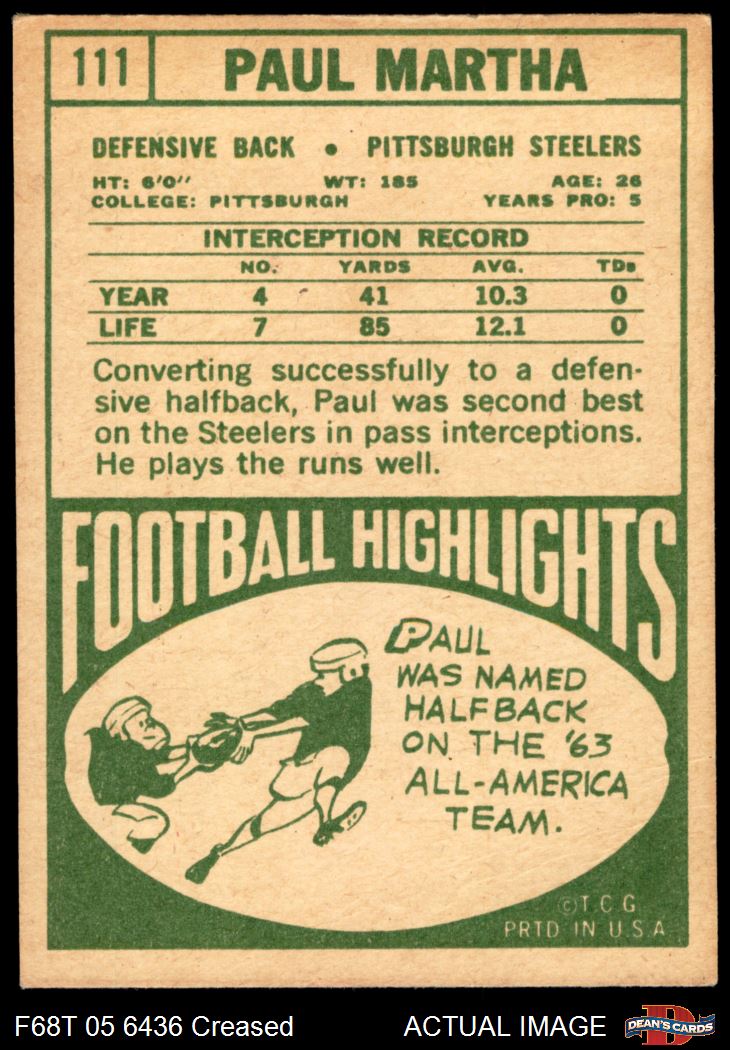 111 PAUL MARTHA
DEFENSIVE BACK • PITTSBURGH STEELERS
HT: 6'0'' WT: 185 AGE: 26
COLLEGE: PITTSBURGH YEARS PRO: 5
INTERCEPTION RECORD
NO. YARDS AVG. TDs
YEAR 4 41 10.3 0
LIFE 7 85 12.1 0
Converting successfully to a defen-
sive halfback, Paul was second best
on the Steelers in pass interceptions.
He plays the runs well.
FOOTBALL HIGHLIGHTS
PAUL
WAS NAMED
HALFBACK
ON THE '63
ALL-AMERICA
TEAM.
©T.C.G.
PRTD IN U.S.A
F68T 05 6436 Creased ACTUAL IMAGE D DEAN'S CARDS